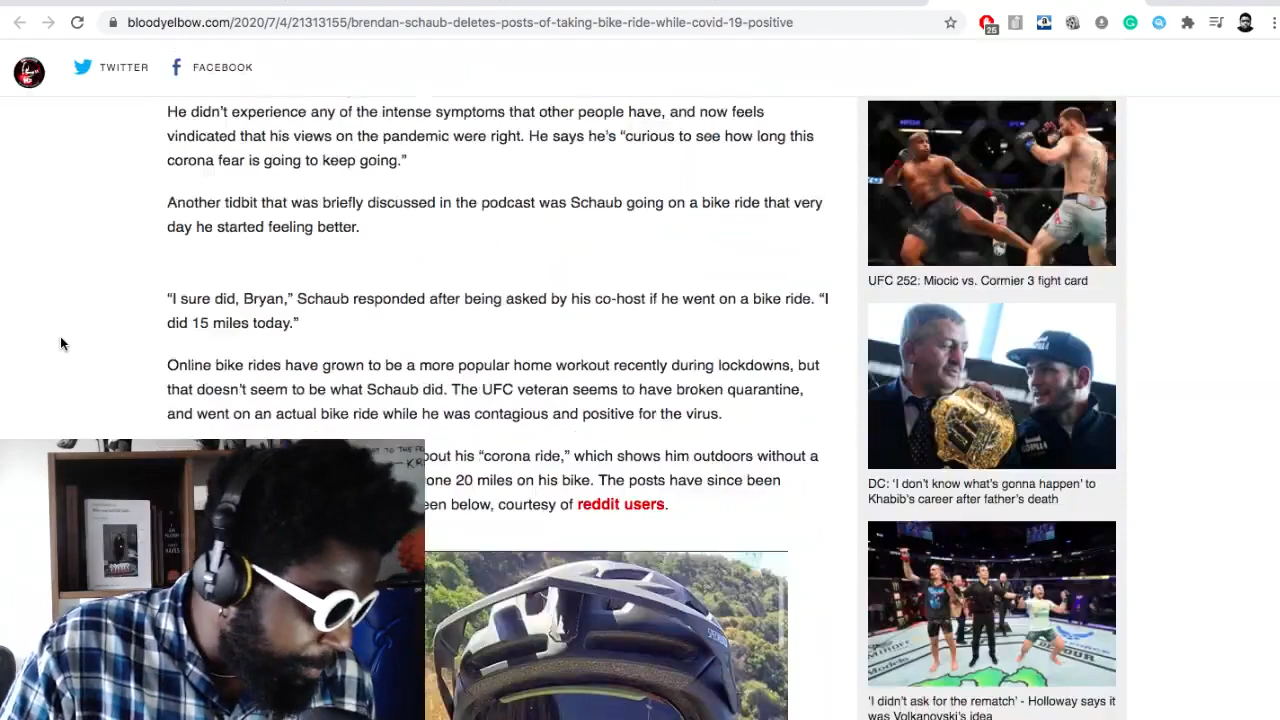 bloodyelbow.com/2020/7/4/21313155/brendan-schaub-deletes-posts-of-taking-bike-ride-while-covid-19-positive
25
TWITTER
FACEBOOK
He didn’t experience any of the intense symptoms that other people have, and now feels
vindicated that his views on the pandemic were right. He says he’s “curious to see how long this
corona fear is going to keep going.”
Another tidbit that was briefly discussed in the podcast was Schaub going on a bike ride that very
day he started feeling better.
“I sure did, Bryan,” Schaub responded after being asked by his co-host if he went on a bike ride. “I
did 15 miles today.”
Online bike rides have grown to be a more popular home workout recently during lockdowns, but
that doesn’t seem to be what Schaub did. The UFC veteran seems to have broken quarantine,
and went on an actual bike ride while he was contagious and positive for the virus.
out his “corona ride,” which shows him outdoors without a
one 20 miles on his bike. The posts have since been
een below, courtesy of reddit users.
UFC 252: Miocic vs. Cormier 3 fight card
DC: ‘I don’t know what’s gonna happen’ to
Khabib’s career after father’s death
‘I didn’t ask for the rematch’ - Holloway says it
was Volkanovski’s idea